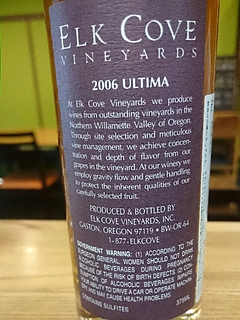 ELK COVE
VINEYARDS
2006 ULTIMA
At Elk Cove Vineyards we produce
wines from outstanding vineyards in the
Northern Willamette Valley of Oregon.
Through site selection and meticulous
vine management, we achieve concen-
tration and depth of flavor from our
grapes in the vineyard. At our winery we
employ gravity flow and gentle handling
to protect the inherent qualities of our
carefully selected fruit.
PRODUCED & BOTTLED BY
ELK COVE VINEYARDS, INC.
GASTON, OREGON 97119 • BW-OR-64
1-877-ELKCOVE
GOVERNMENT WARNING: (1) ACCORDING TO THE
SURGEON GENERAL, WOMEN SHOULD NOT DRINK
ALCOHOLIC BEVERAGES DURING PREGNANCY
BECAUSE OF THE RISK OF BIRTH DEFECTS. (2) CON-
SUMPTION OF ALCOHOLIC BEVERAGES IMPAIRS
YOUR ABILITY TO DRIVE A CAR OR OPERATE MACHIN-
ERY, AND MAY CAUSE HEALTH PROBLEMS.
CONTAINS SULFITES 375ML